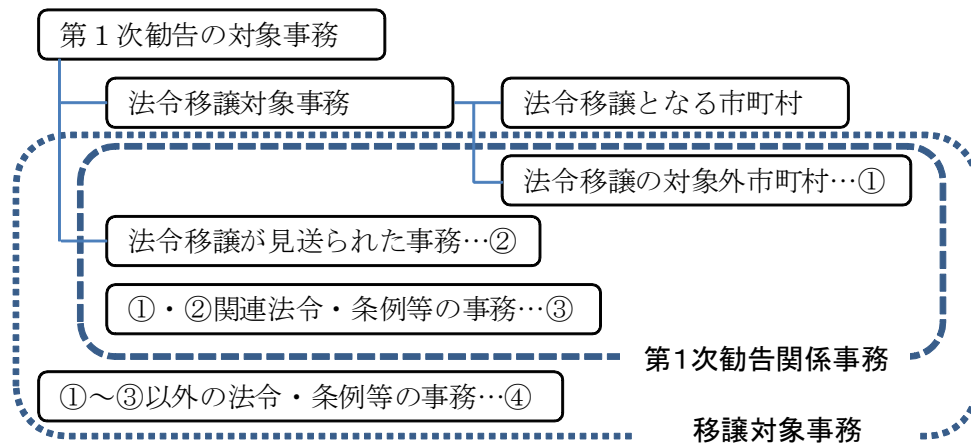 第１次勧告の対象事務
法令移譲対象事務
法令移譲となる市町村
法令移譲の対象外市町村…①
法令移譲が見送られた事務…②
①・②関連法令・条例等の事務…③
第1次勧告関係事務
①～③以外の法令・条例等の事務…④
移譲対象事務